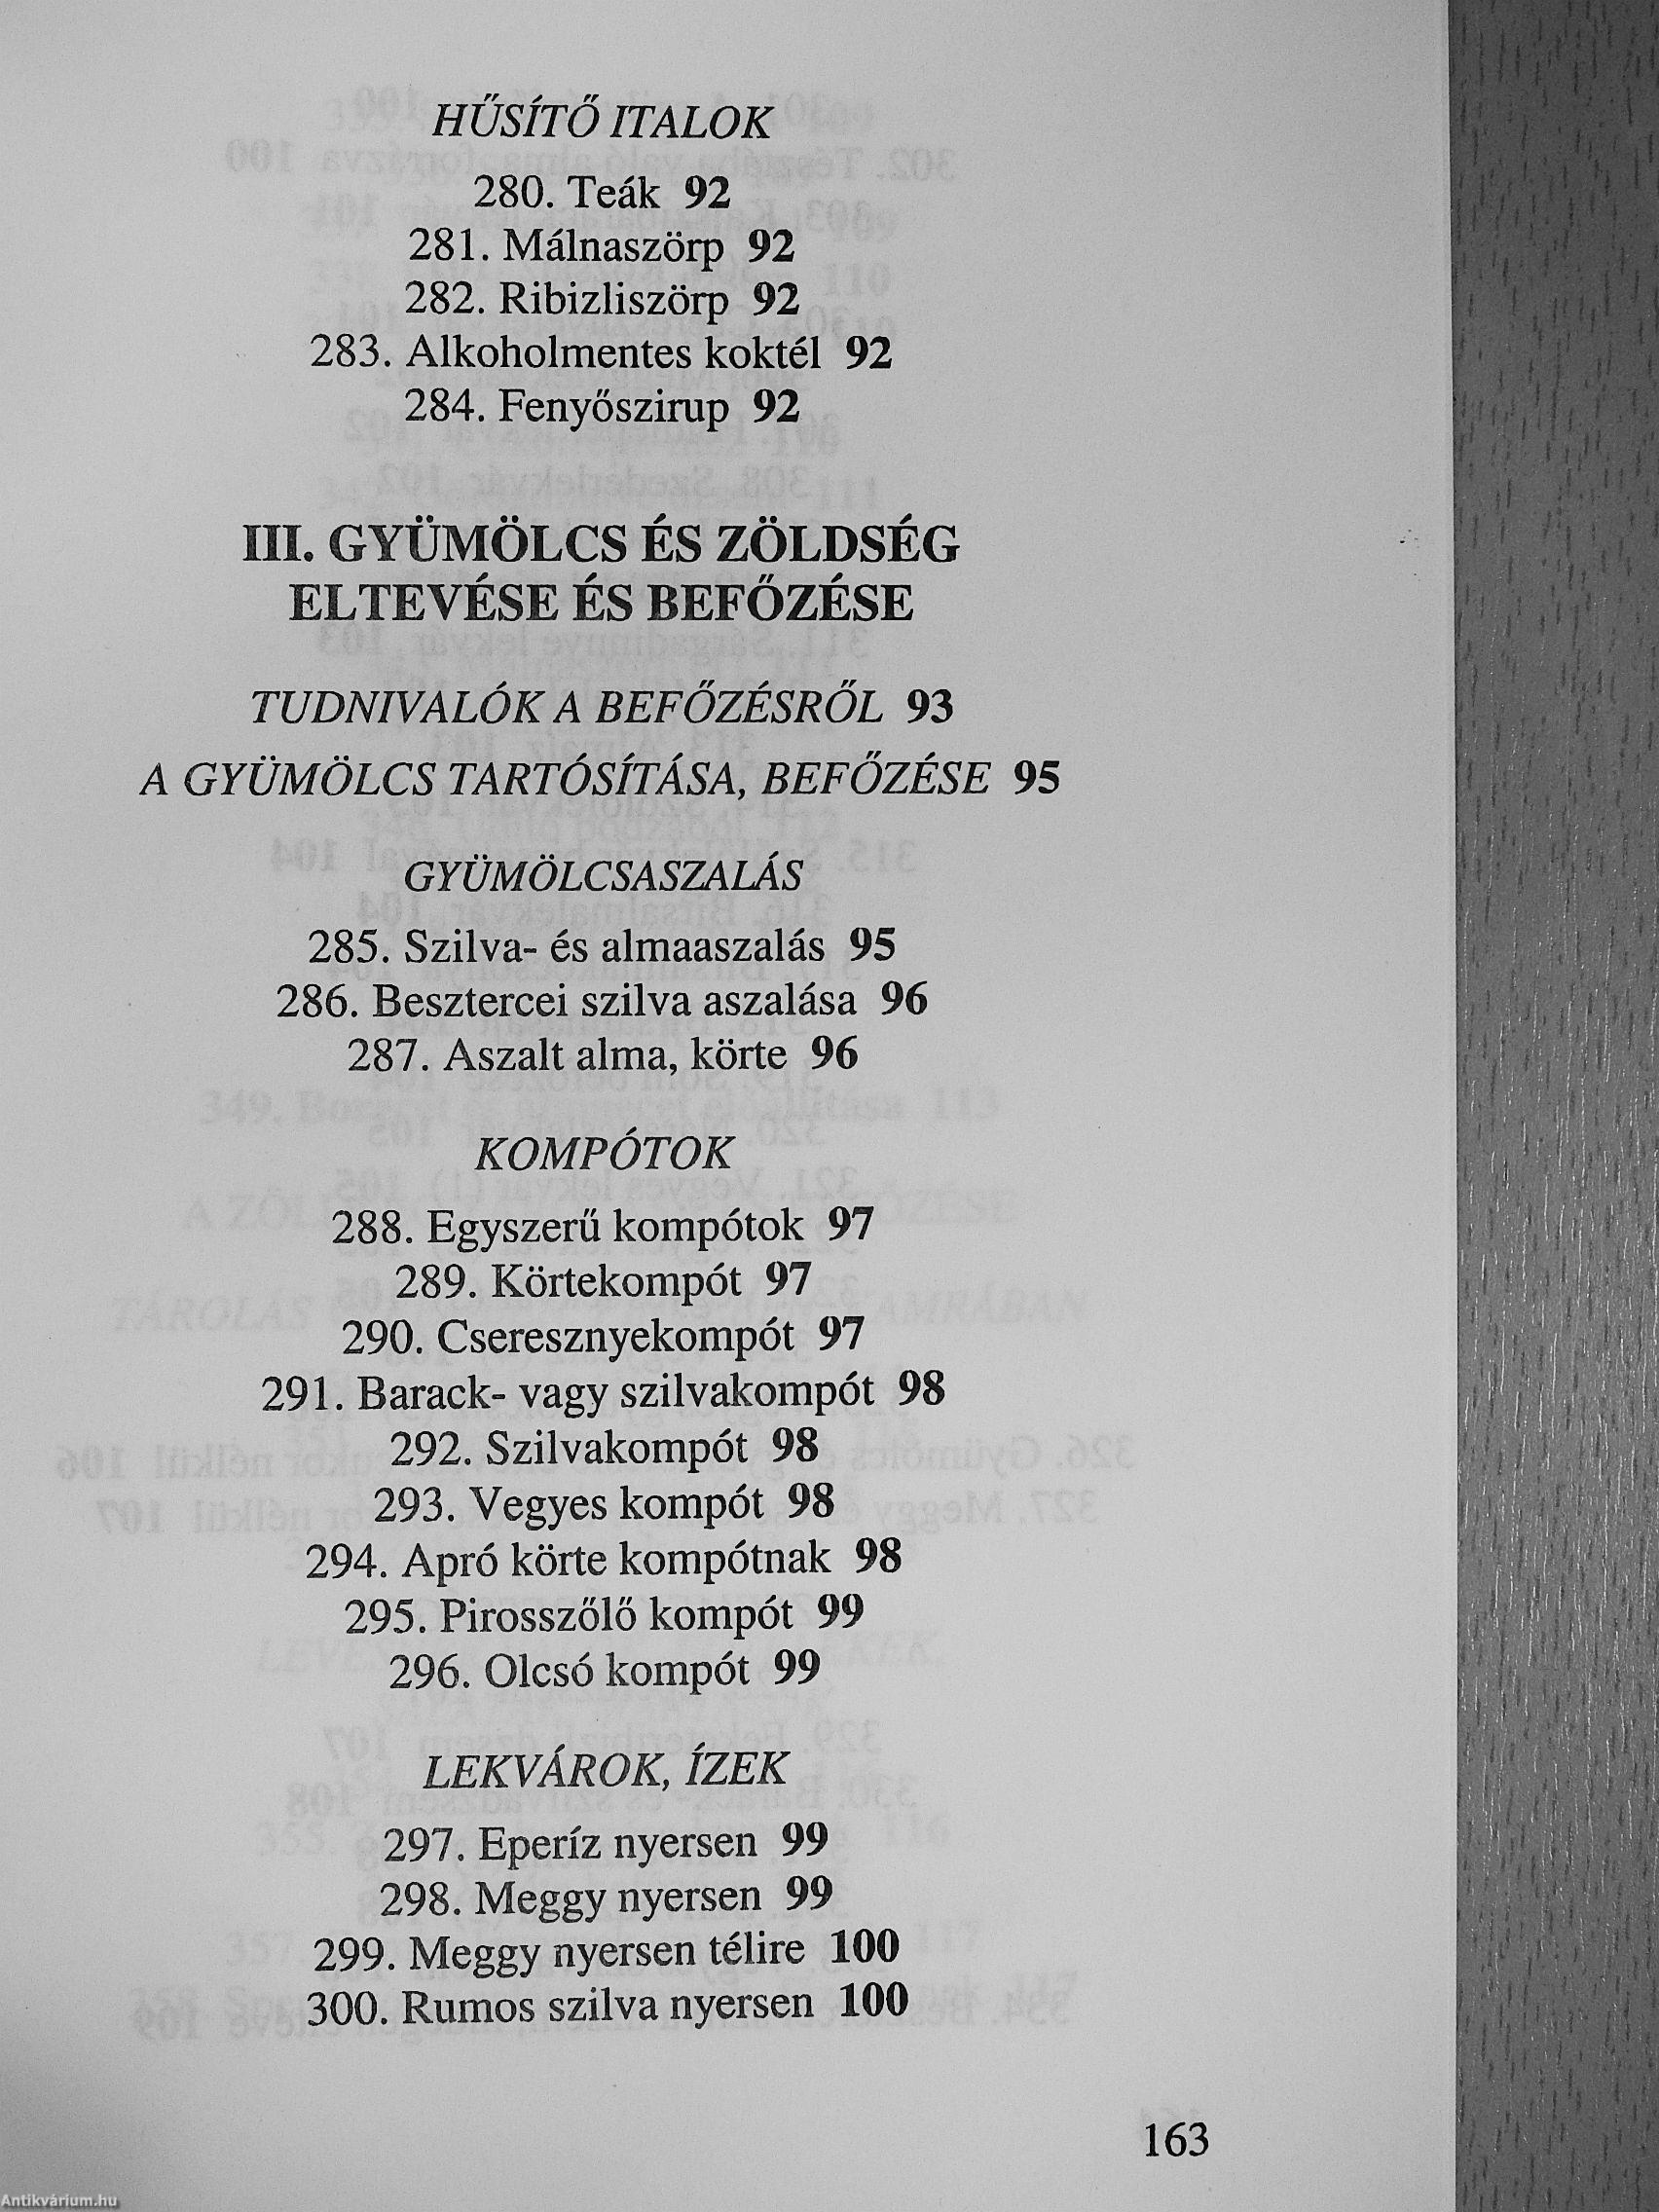 HŰSÍTŐ ITALOK
280. Teák 92
281. Málnaszörp 92
282. Ribizliszörp 92
283. Alkoholmentes koktél 92
284. Fenyőszirup 92
III. GYÜMÖLCS ÉS ZÖLDSÉG
ELTEVÉSE ÉS BEFŐZÉSE
TUDNIVALÓK A BEFŐZÉSRŐL 93
A GYÜMÖLCS TARTÓSÍTÁSA, BEFŐZÉSE 95
GYÜMÖLCSASZALÁS
285. Szilva- és almaaszalás 95
286. Besztercei szilva aszalása 96
287. Aszalt alma, körte 96
KOMPÓTOK
288. Egyszerű kompótok 97
289. Körtekompót 97
290. Cseresznyekompót 97
291. Barack- vagy szilvakompót 98
292. Szilvakompót 98
293. Vegyes kompót 98
294. Apró körte kompótnak 98
295. Pirosszőlő kompót 99
296. Olcsó kompót 99
LEKVÁROK, ÍZEK
297. Eperíz nyersen 99
298. Meggy nyersen 99
299. Meggy nyersen télire 100
300. Rumos szilva nyersen 100
163
Antikvárium.hu